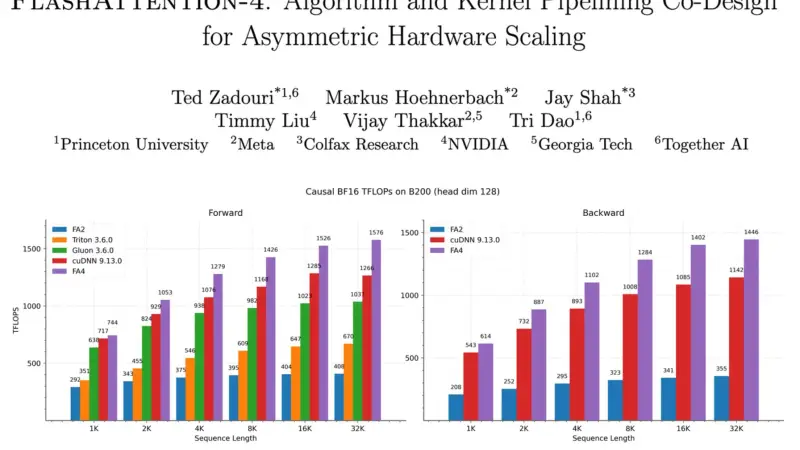 FLASHATTENTION-4: Algorithm and Kernel Pipelining Co-Design
for Asymmetric Hardware Scaling
Ted Zadouri*1,6 Markus Hoehnerbach*2 Jay Shah*3
Timmy Liu4 Vijay Thakkar2,5 Tri Dao1,6
1Princeton University 2Meta 3Colfax Research 4NVIDIA 5Georgia Tech 6Together AI
Causal BF16 TFLOPs on B200 (head dim 128)
Forward
TFLOPS
1500
1000
500
FA2
Triton 3.6.0
Gluon 3.6.0
cuDNN 9.13.0
FA4
292 351 638 717 744
343 455 824 929 1053
375 546 938 1076 1279
395 609 982 1168 1426
404 647 1023 1285 1526
408 670 1037 1266 1576
1K 2K 4K 8K 16K 32K
Sequence Length
Backward
1500
1000
500
FA2
cuDNN 9.13.0
FA4
208 543 614
252 732 887
295 893 1102
323 1008 1284
341 1085 1402
355 1142 1446
1K 2K 4K 8K 16K 32K
Sequence Length